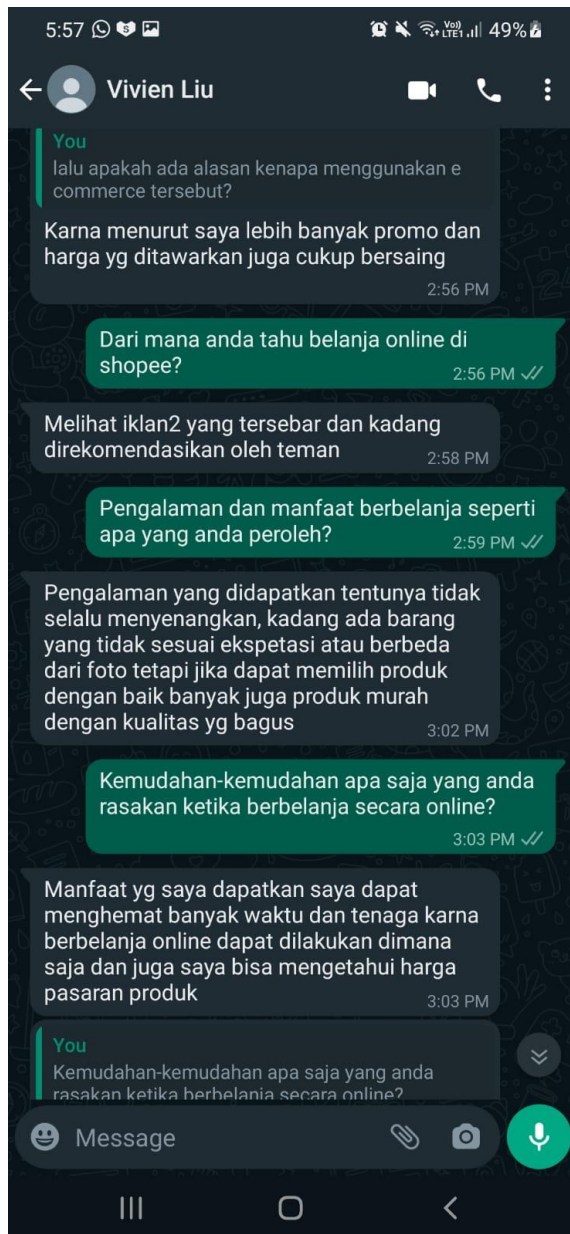 5:57
Voo)
LTE1
49%
Vivien Liu
You
lalu apakah ada alasan kenapa menggunakan e
commerce tersebut?
Karna menurut saya lebih banyak promo dan
harga yg ditawarkan juga cukup bersaing
2:56 PM
Dari mana anda tahu belanja online di
shopee?
2:56 PM
Melihat iklan2 yang tersebar dan kadang
direkomendasikan oleh teman
2:58 PM
Pengalaman dan manfaat berbelanja seperti
apa yang anda peroleh?
2:59 PM
Pengalaman yang didapatkan tentunya tidak
selalu menyenangkan, kadang ada barang
yang tidak sesuai ekspetasi atau berbeda
dari foto tetapi jika dapat memilih produk
dengan baik banyak juga produk murah
dengan kualitas yg bagus
3:02 PM
Kemudahan-kemudahan apa saja yang anda
rasakan ketika berbelanja secara online?
3:03 PM
Manfaat yg saya dapatkan saya dapat
menghemat banyak waktu dan tenaga karna
berbelanja online dapat dilakukan dimana
saja dan juga saya bisa mengetahui harga
pasaran produk
3:03 PM
You
Kemudahan-kemudahan apa saja yang anda
rasakan ketika berbelanja secara online?
Message